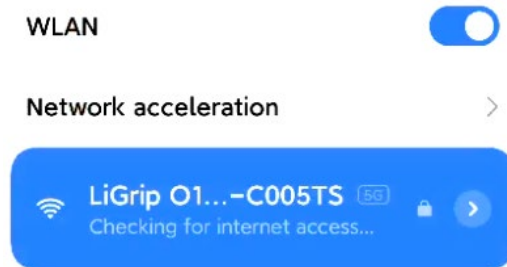 WLAN
Network acceleration
LiGrip O1...-C005TS 5G
Checking for internet access...